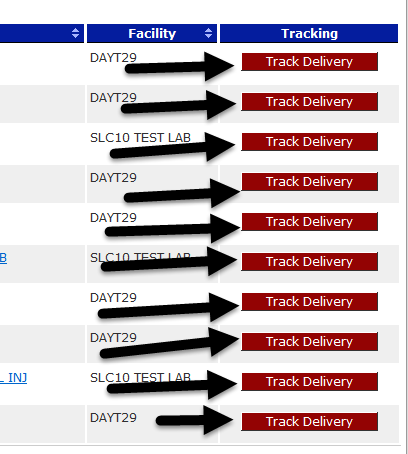 Facility Tracking
DAYT29 Track Delivery
DAYT29 Track Delivery
SLC10 TEST LAB Track Delivery
DAYT29 Track Delivery
DAYT29 Track Delivery
B SLC10 TEST LAB Track Delivery
DAYT29 Track Delivery
DAYT29 Track Delivery
L INJ SLC10 TEST LAB Track Delivery
DAYT29 Track Delivery